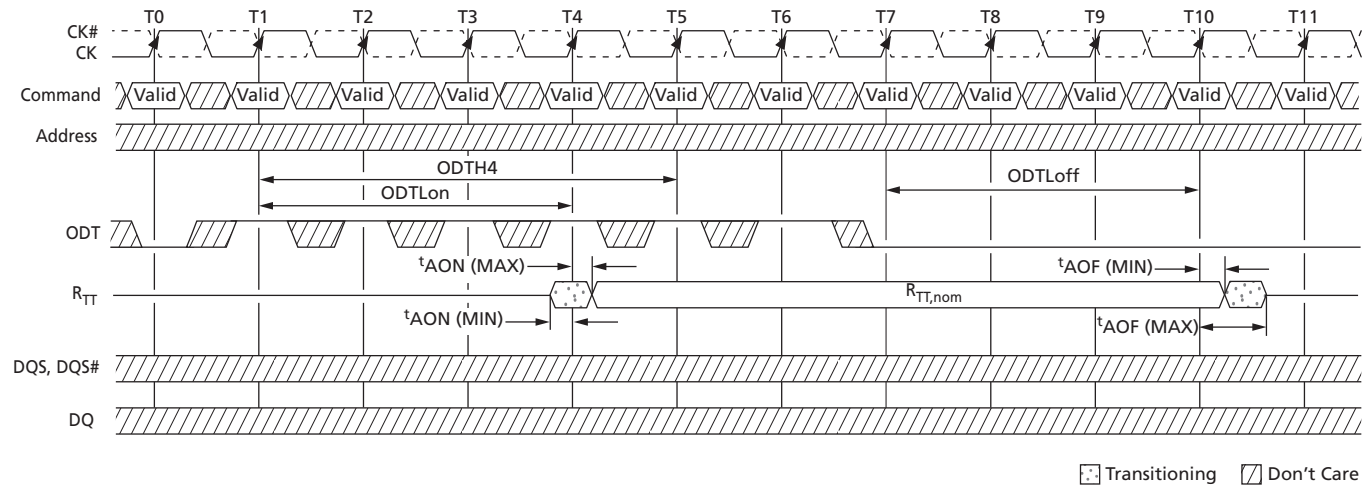 T0 T1 T2 T3 T4 T5 T6 T7 T8 T9 T10 T11
CK#
CK
Command Valid Valid Valid Valid Valid Valid Valid Valid Valid Valid Valid Valid
Address
ODTH4
ODTLoff
ODTLon
ODT
tAON (MAX) tAOF (MIN)
RTT RTT,nom
tAON (MIN) tAOF (MAX)
DQS, DQS#
DQ
Transitioning Don't Care